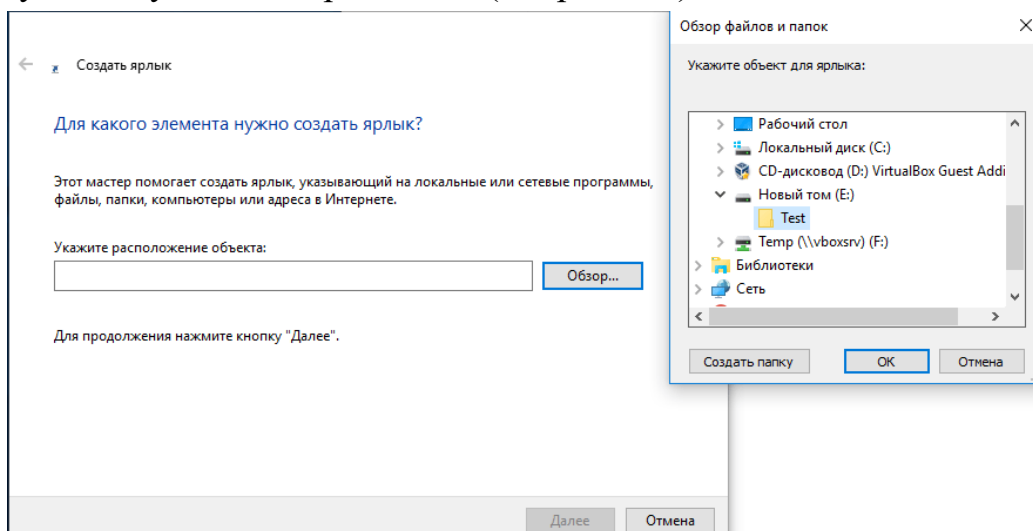 Создать ярлык
Для какого элемента нужно создать ярлык?
Этот мастер помогает создать ярлык, указывающий на локальные или сетевые программы,
файлы, папки, компьютеры или адреса в Интернете.
Укажите расположение объекта:
Обзор...
Для продолжения нажмите кнопку "Далее".
Далее
Отмена
Обзор файлов и папок
Укажите объект для ярлыка:
Рабочий стол
Локальный диск (C:)
CD-дисковод (D:) VirtualBox Guest Addi
Новый том (E:)
Test
Temp (\\vboxsrv) (F:)
Библиотеки
Сеть
Создать папку
OK
Отмена